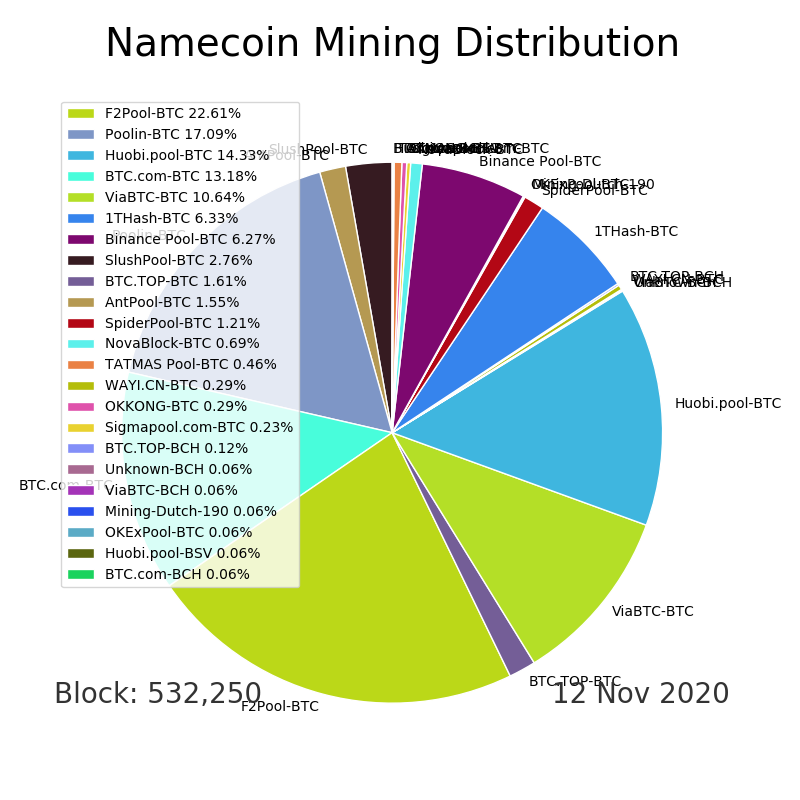 Namecoin Mining Distribution
F2Pool-BTC 22.61%
Poolin-BTC 17.09%
Huobi.pool-BTC 14.33%
BTC.com-BTC 13.18%
ViaBTC-BTC 10.64%
1THash-BTC 6.33%
Binance Pool-BTC 6.27%
SlushPool-BTC 2.76%
BTC.TOP-BTC 1.61%
AntPool-BTC 1.55%
SpiderPool-BTC 1.21%
NovaBlock-BTC 0.69%
TATMAS Pool-BTC 0.46%
WAYI.CN-BTC 0.29%
OKKONG-BTC 0.29%
Sigmapool.com-BTC 0.23%
BTC.TOP-BCH 0.12%
Unknown-BCH 0.06%
ViaBTC-BCH 0.06%
Mining-Dutch-190 0.06%
OKExPool-BTC 0.06%
Huobi.pool-BSV 0.06%
BTC.com-BCH 0.06%
SlushPool-BTC
AntPool-BTC
Binance Pool-BTC
SpiderPool-BTC
1THash-BTC
BTC.TOP-BCH
Poolin-BTC
Huobi.pool-BTC
BTC.com-BTC
ViaBTC-BTC
BTC.TOP-BTC
F2Pool-BTC
Block: 532,250
12 Nov 2020